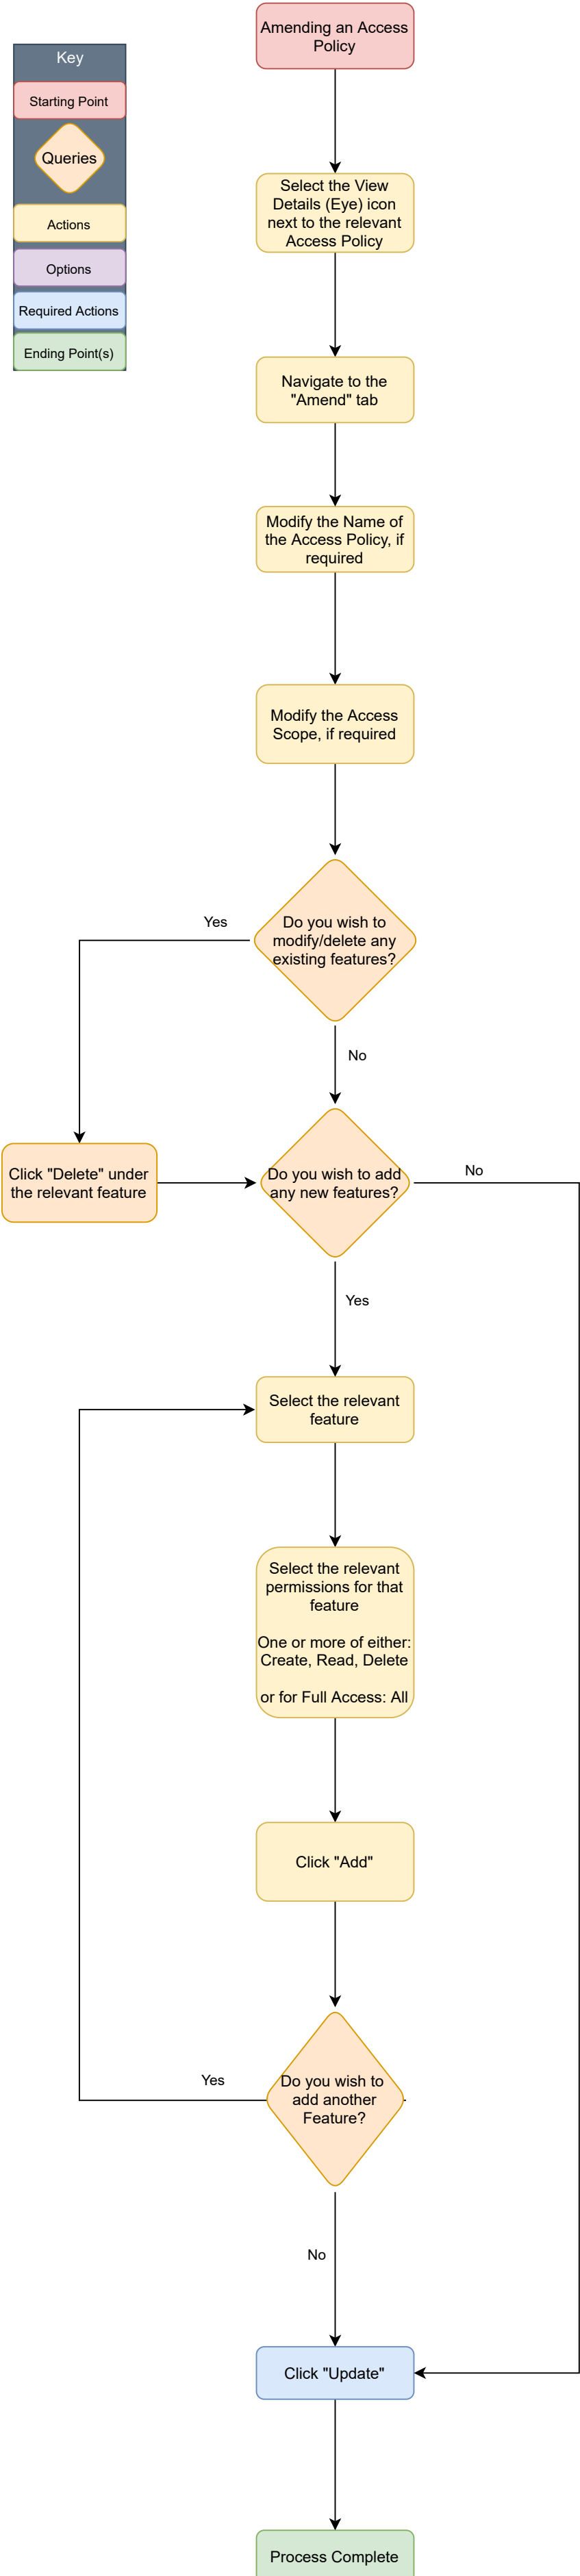 Amending an Access
Policy
Key
Starting Point
Queries
Actions
Options
Required Actions
Ending Point(s)
Select the View
Details (Eye) icon
next to the relevant
Access Policy
Navigate to the
"Amend" tab
Modify the Name of
the Access Policy, if
required
Modify the Access
Scope, if required
Do you wish to
modify/delete any
existing features?
Yes
No
Click "Delete" under
the relevant feature
Do you wish to add
any new features?
No
Yes
Select the relevant
feature
Select the relevant
permissions for that
feature
One or more of either:
Create, Read, Delete
or for Full Access: All
Click "Add"
Do you wish to
add another
Feature?
Yes
No
Click "Update"
Process Complete